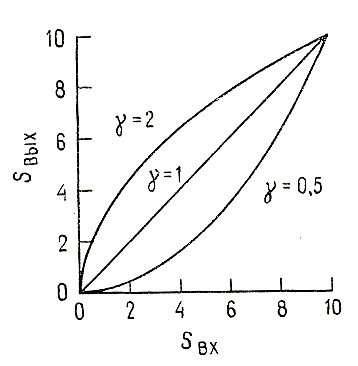 10
8
6
4
2
0
S вых
γ = 2
γ = 1
γ = 0,5
0 2 4 6 8 10
S вх